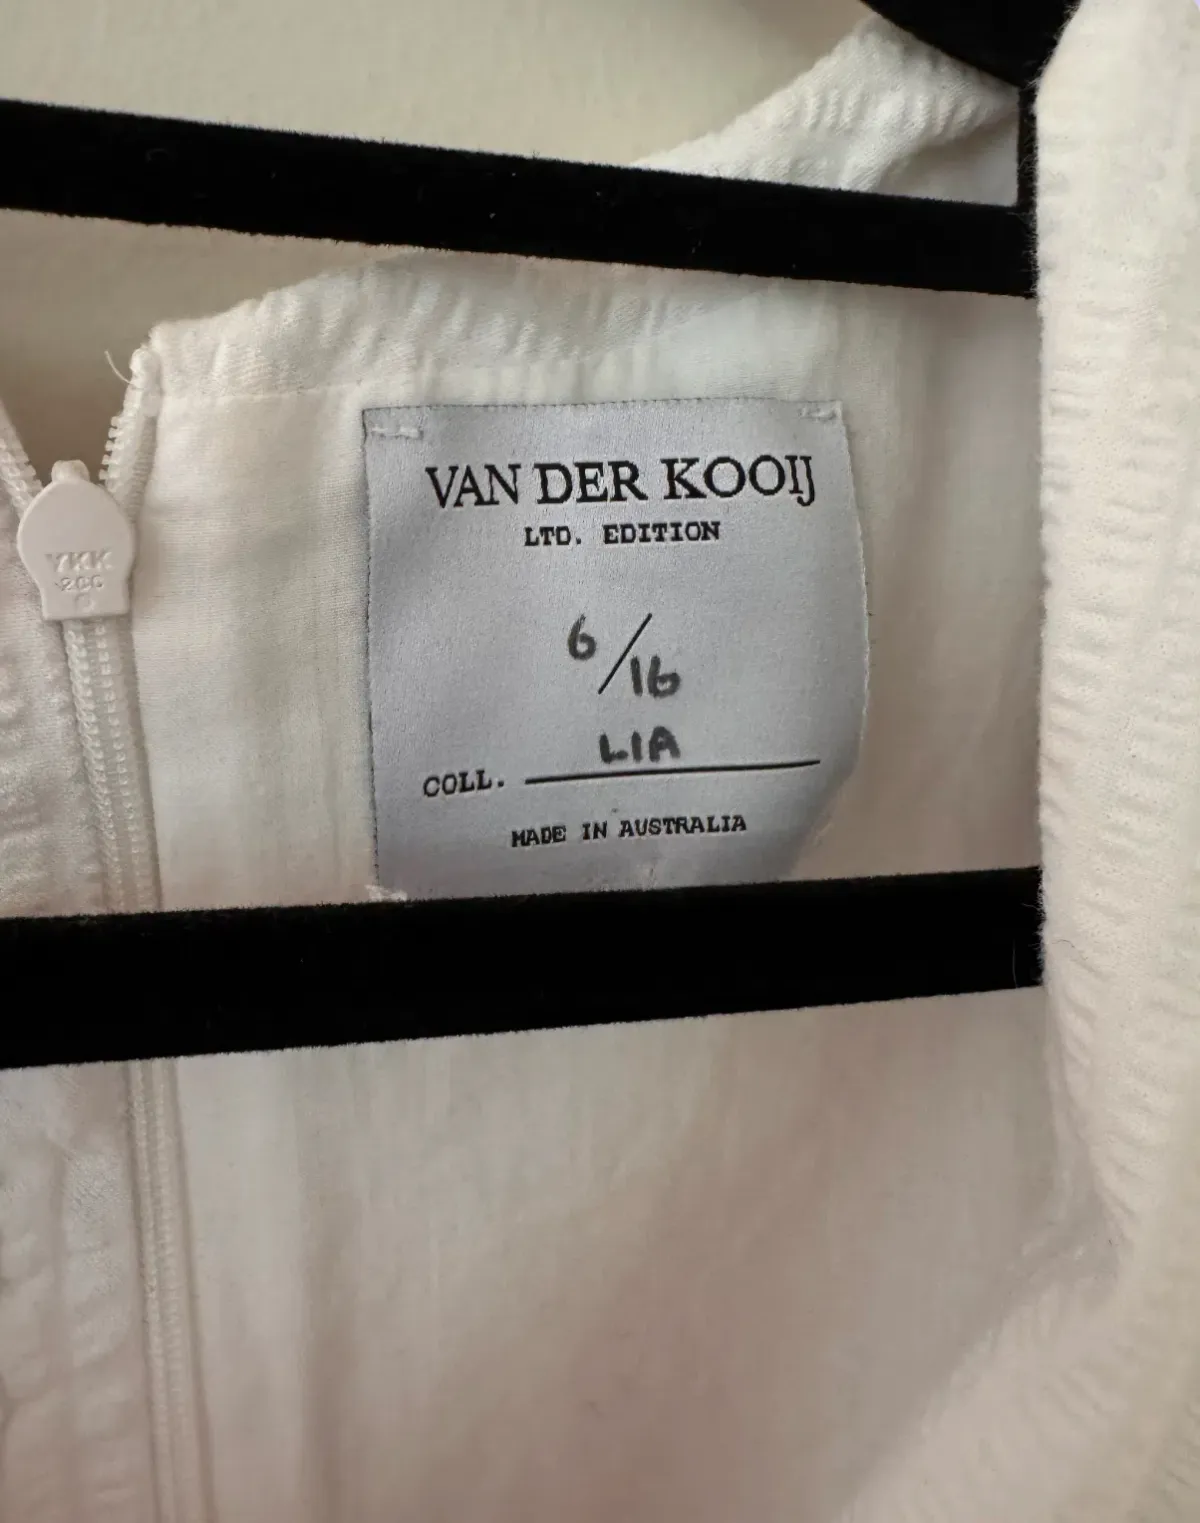 VAN DER KOOIJ
LTD. EDITION
YKK
6/16
LIA
COLL.
MADE IN AUSTRALIA